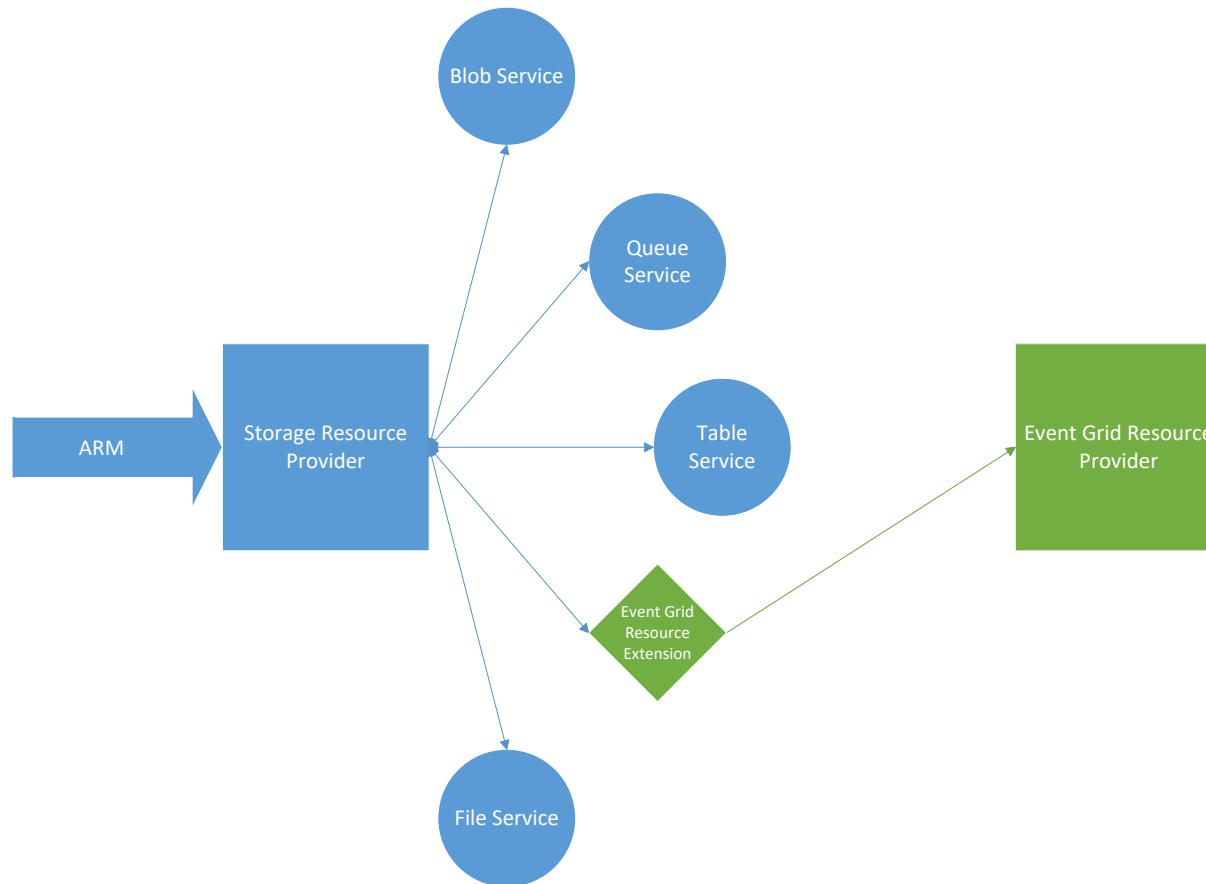 Blob Service
Queue
Service
ARM
Storage Resource
Provider
Table
Service
Event Grid Resource
Provider
Event Grid
Resource
Extension
File Service